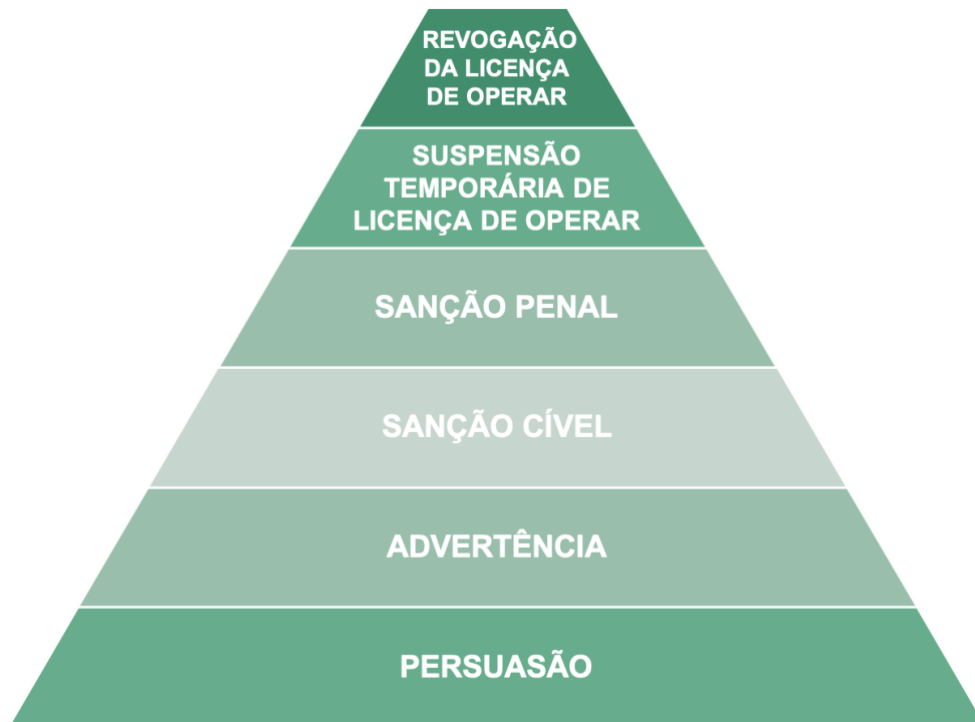 REVOGAÇÃO
DA LICENÇA
DE OPERAR
SUSPENSÃO
TEMPORÁRIA DE
LICENÇA DE OPERAR
SANÇÃO PENAL
SANÇÃO CÍVEL
ADVERTÊNCIA
PERSUASÃO